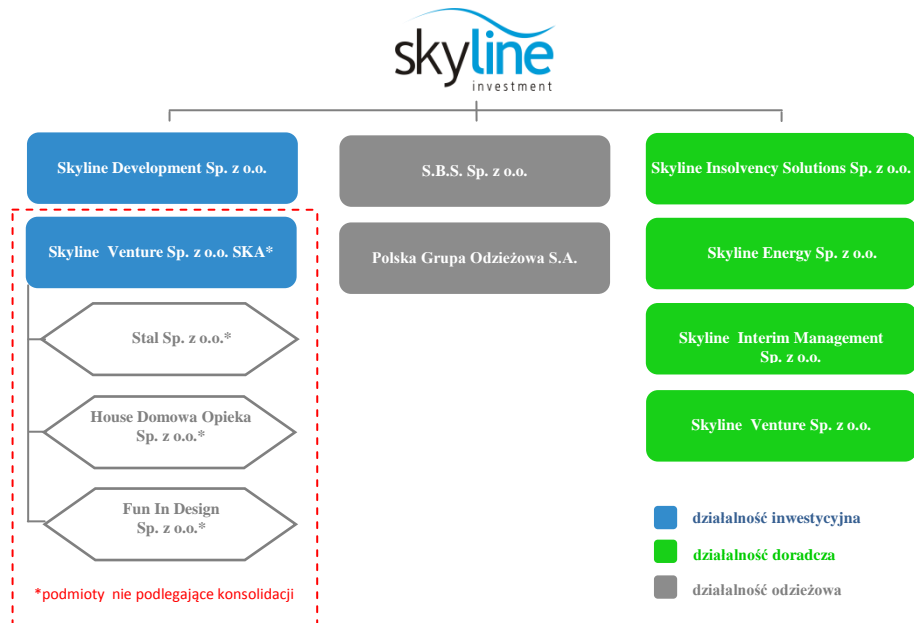 skyline
investment
Skyline Development Sp. z o.o.
Skyline Venture Sp. z o.o. SKA*
Stal Sp. z o.o.*
House Domowa Opieka
Sp. z o.o.*
Fun In Design
Sp. z o.o.*
*podmioty nie podlegające konsolidacji
S.B.S. Sp. z o.o.
Polska Grupa Odzieżowa S.A.
Skyline Insolvency Solutions Sp. z o.o.
Skyline Energy Sp. z o.o.
Skyline Interim Management
Sp. z o.o.
Skyline Venture Sp. z o.o.
działalność inwestycyjna
działalność doradcza
działalność odzieżowa